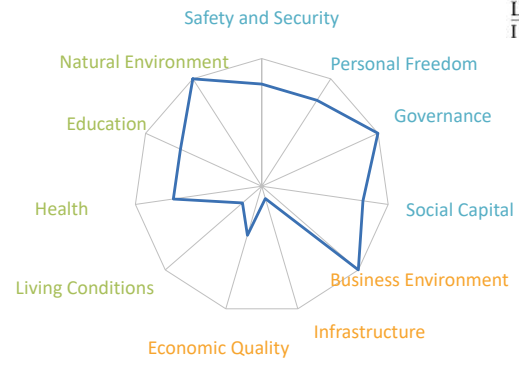 Safety and Security
Natural Environment
Personal Freedom
Education
Governance
Health
Social Capital
Living Conditions
Business Environment
Infrastructure
Economic Quality